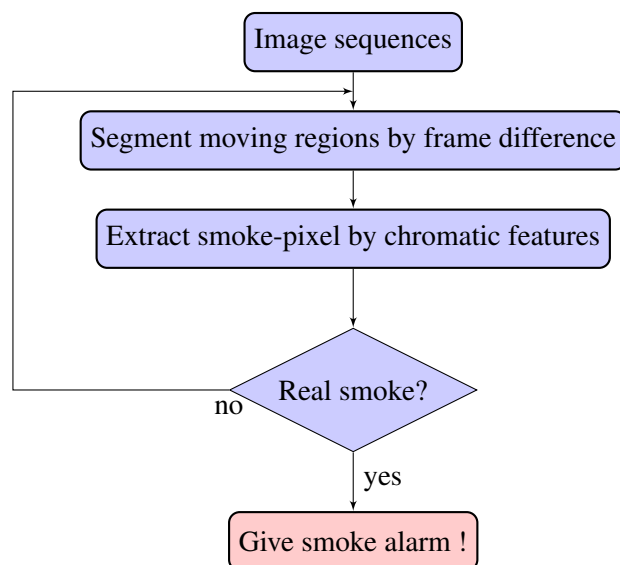 Image sequences
Segment moving regions by frame difference
Extract smoke-pixel by chromatic features
Real smoke?
no
yes
Give smoke alarm !